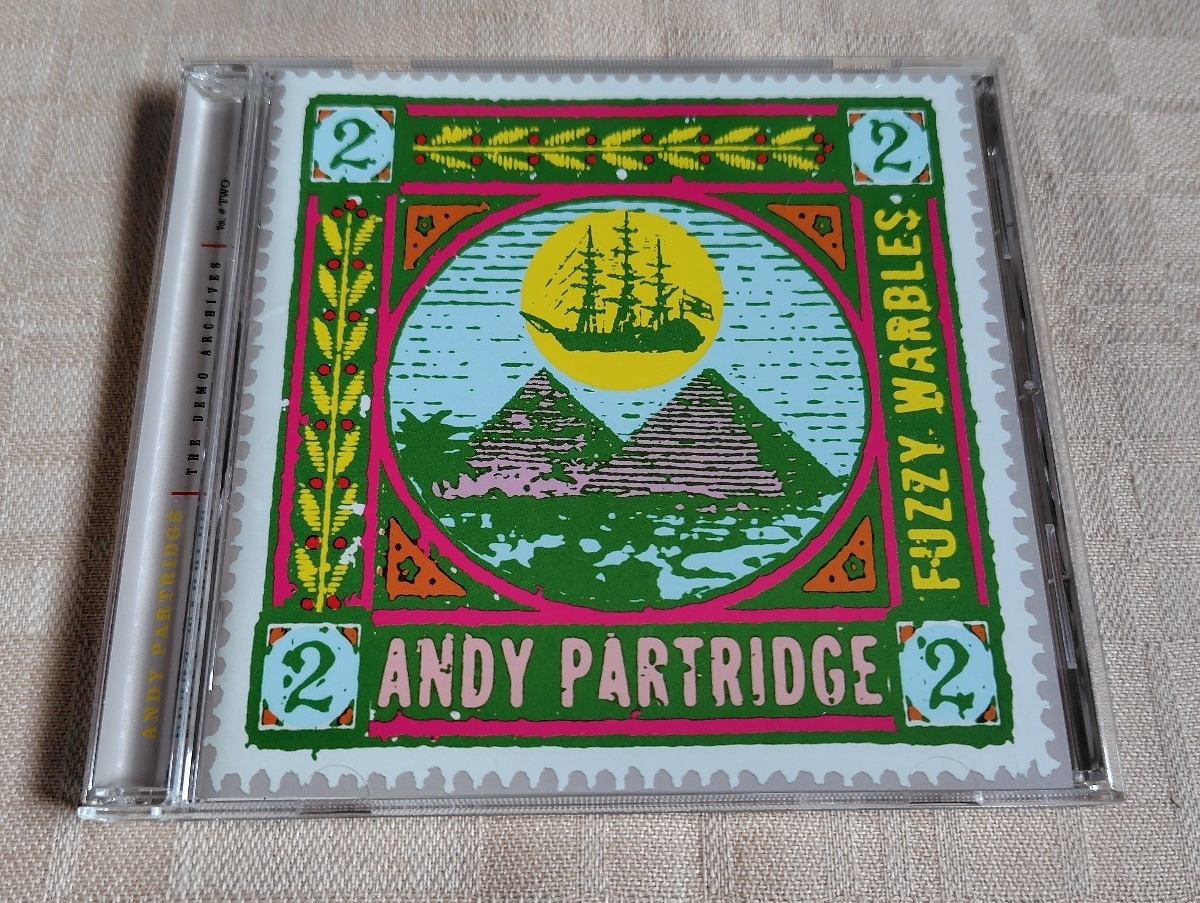 2
2
FUZZY WARBLES
2
ANDY PARTRIDGE
2
ANDY PARTRIDGE | THE DEMO ARCHIVES | VOL #TWO